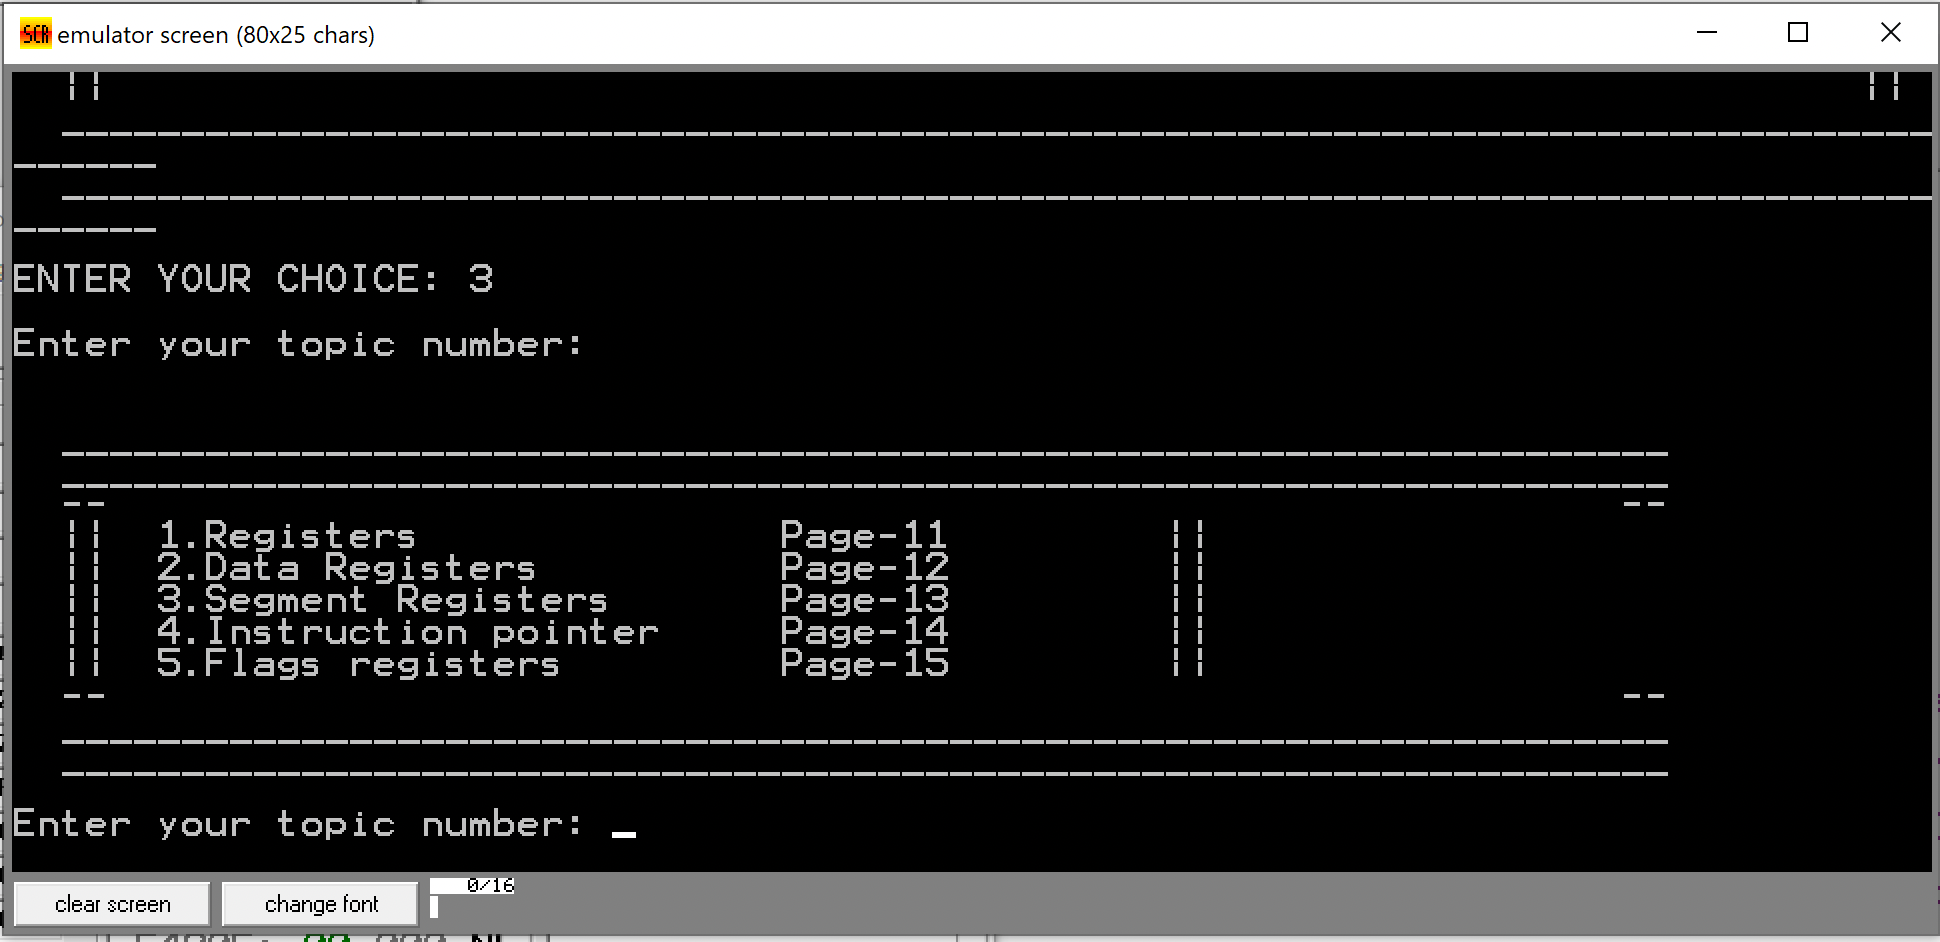 SCR emulator screen (80x25 chars)
ENTER YOUR CHOICE: 3
Enter your topic number:
1.Registers Page-11
2.Data Registers Page-12
3.Segment Registers Page-13
4.Instruction pointer Page-14
5.Flags registers Page-15
Enter your topic number: _
clear screen change font 0/16